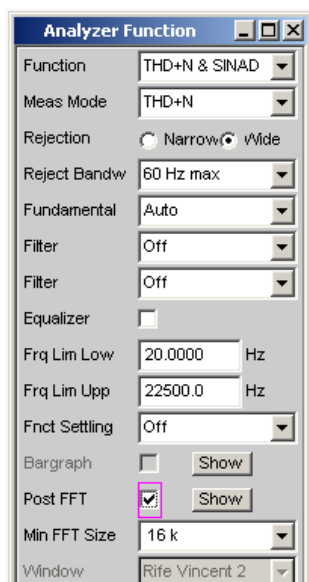 Analyzer Function
Function THD+N & SINAD
Meas Mode THD+N
Rejection Narrow Wide
Reject Bandw 60 Hz max
Fundamental Auto
Filter Off
Filter Off
Equalizer
Frq Lim Low 20.0000 Hz
Frq Lim Upp 22500.0 Hz
Fnct Settling Off
Bargraph Show
Post FFT Show
Min FFT Size 16 k
Window Rife Vincent 2